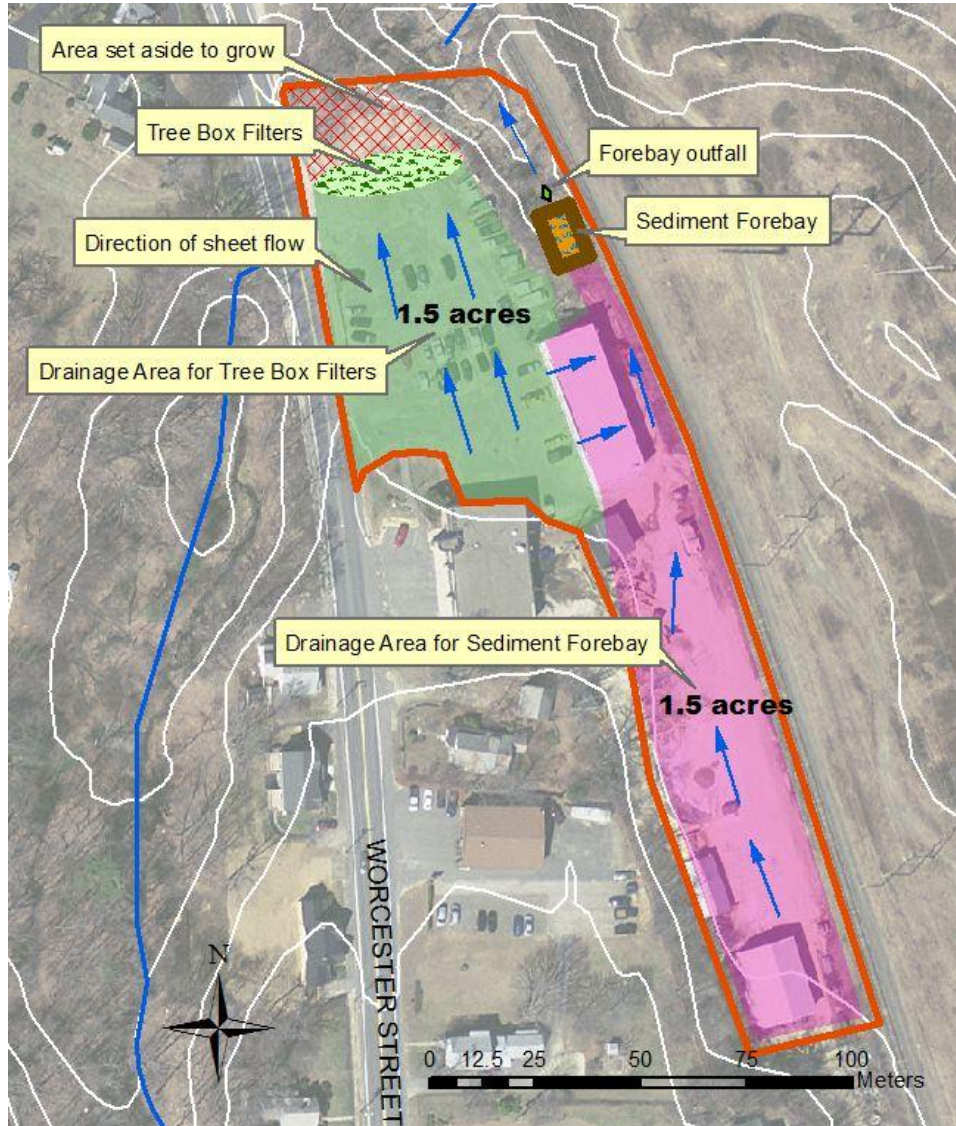 Area set aside to grow
Tree Box Filters
Forebay outfall
Sediment Forebay
Direction of sheet flow
1.5 acres
Drainage Area for Tree Box Filters
Drainage Area for Sediment Forebay
1.5 acres
WORCESTER STREET
N
0 12.5 25 50 75 100
Meters